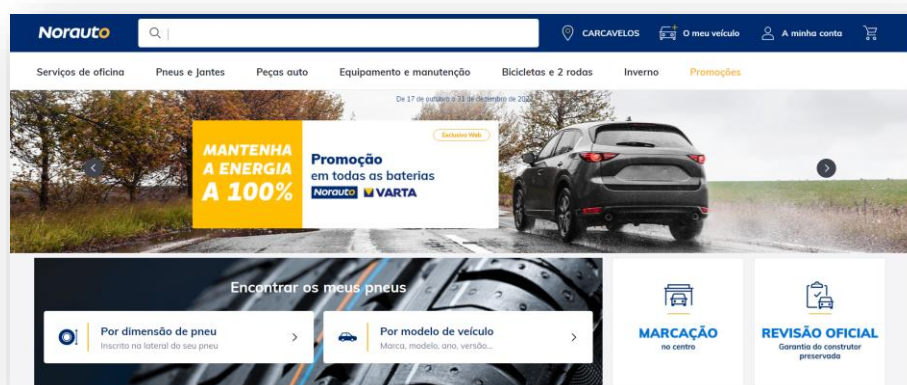 Norauto
CARCAVELOS
O meu veículo
A minha conta
Serviços de oficina
Pneus e Jantes
Peças auto
Equipamento e manutenção
Bicicletas e 2 rodas
Inverno
Promoções
De 17 de outubro a 31 de dezembro de 2022
Exclusivo Web
MANTENHA
A ENERGIA
A 100%
Promoção
em todas as baterias
Norauto VARTA
Encontrar os meus pneus
Por dimensão de pneu
Inscrito na lateral do seu pneu
Por modelo de veículo
Marca, modelo, ano, versão...
MARCAÇÃO
no centro
REVISÃO OFICIAL
Garantia do construtor
preservada